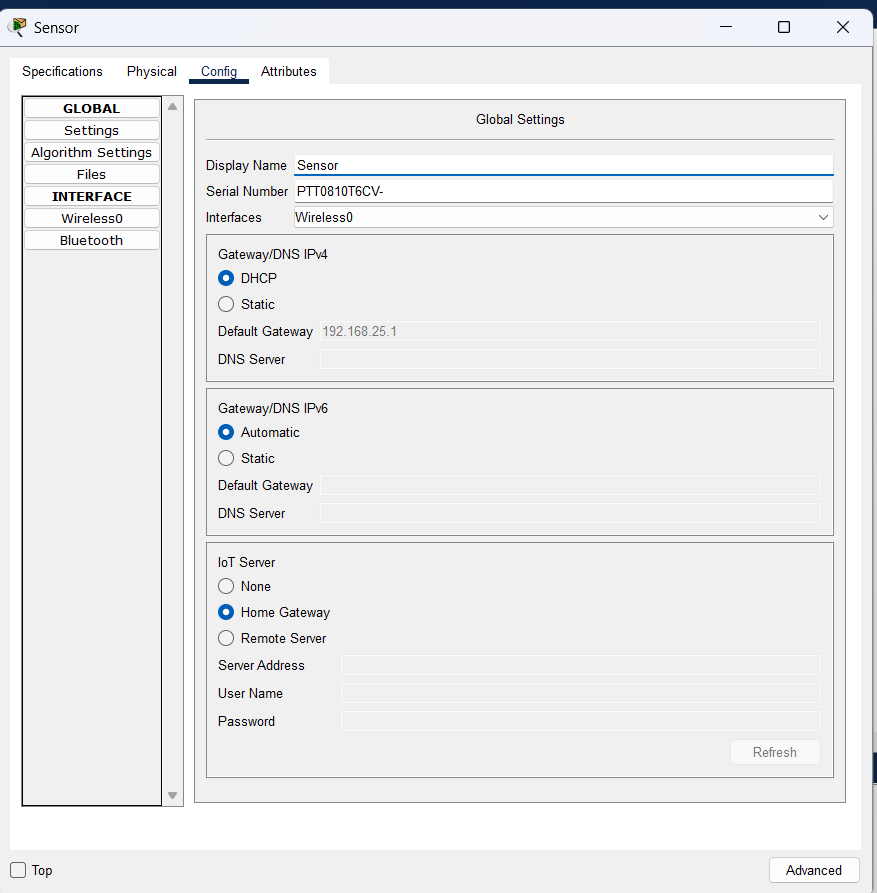 Sensor
Specifications Physical Config Attributes
GLOBAL
Settings
Algorithm Settings
Files
INTERFACE
Wireless0
Bluetooth
Global Settings
Display Name Sensor
Serial Number PTT0810T6CV-
Interfaces Wireless0
Gateway/DNS IPv4
DHCP
Static
Default Gateway 192.168.25.1
DNS Server
Gateway/DNS IPv6
Automatic
Static
Default Gateway
DNS Server
IoT Server
None
Home Gateway
Remote Server
Server Address
User Name
Password
Refresh
Top Advanced